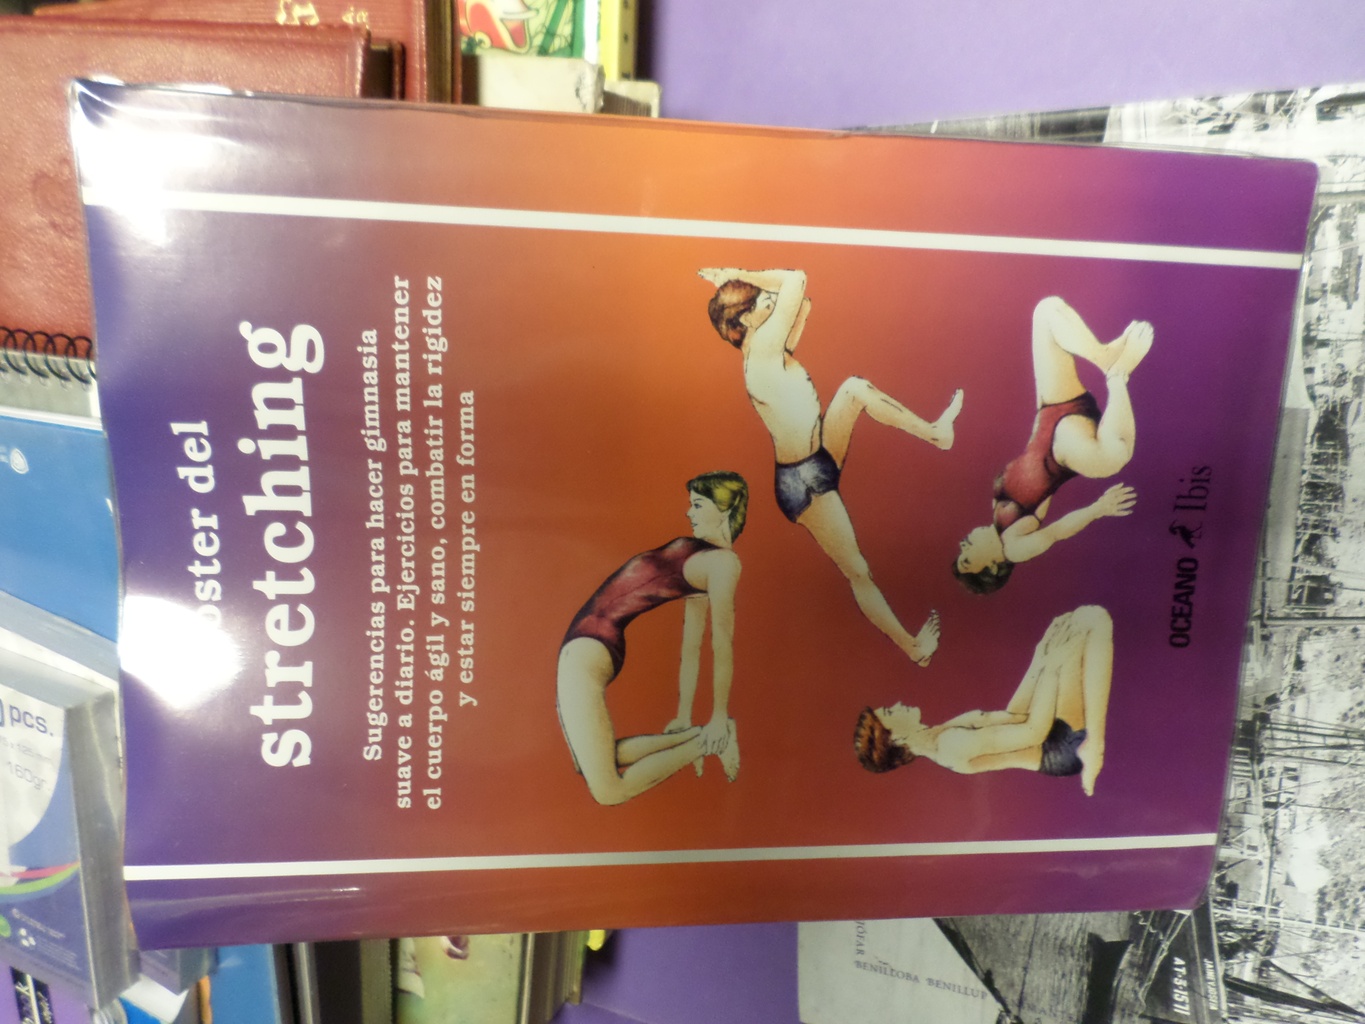 oster del
stretching
Sugerencias para hacer gimnasia
suave a diario. Ejercicios para mantener
el cuerpo ágil y sano, combatir la rigidez
y estar siempre en forma
OCEANO Ibis
pcs.
160gr.
BENILLOBA BENILLUP